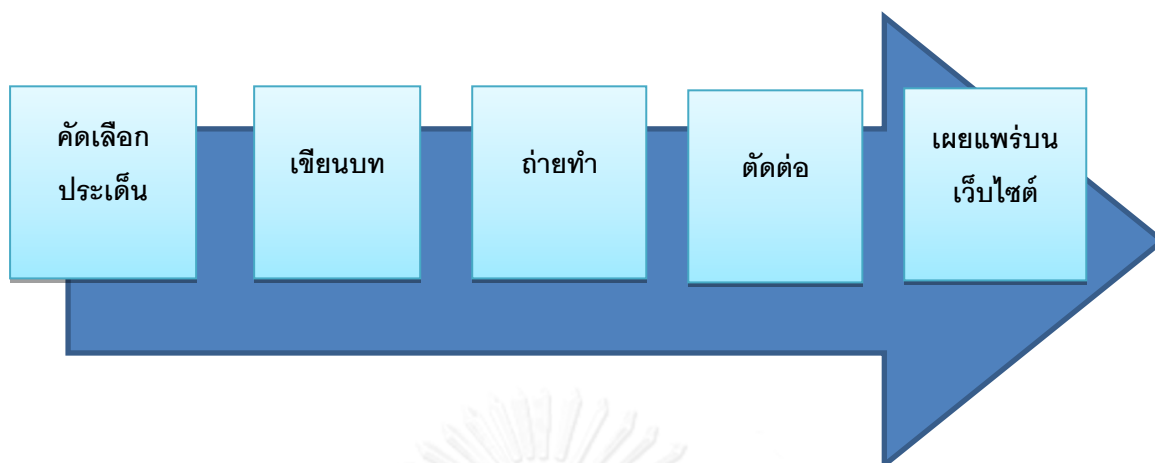 คัดเลือก
ประเด็น
เขียนบท
ถ่ายทำ
ตัดต่อ
เผยแพร่บน
เว็บไซต์